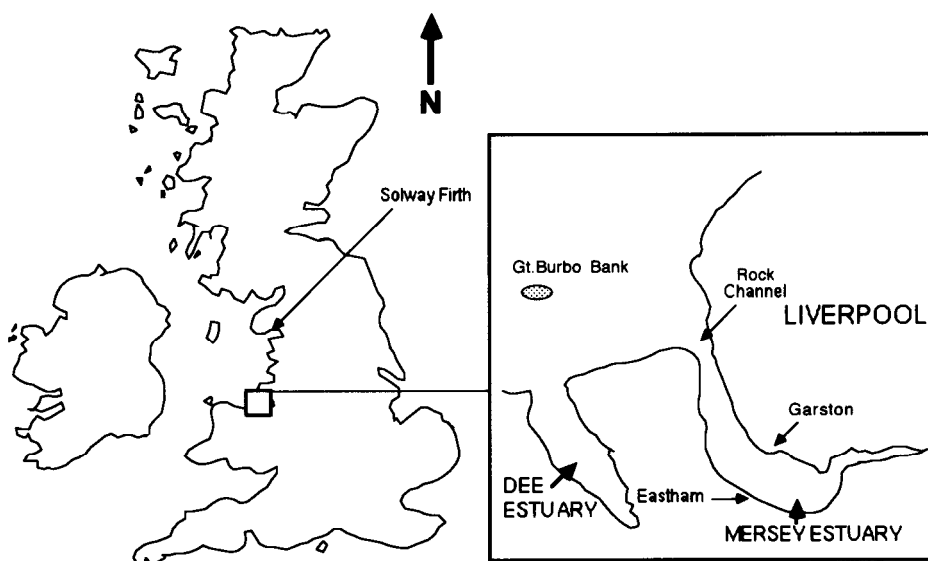 N
Solway Firth
Gt.Burbo Bank
Rock
Channel
LIVERPOOL
Garston
DEE
ESTUARY
Eastham
MERSEY ESTUARY